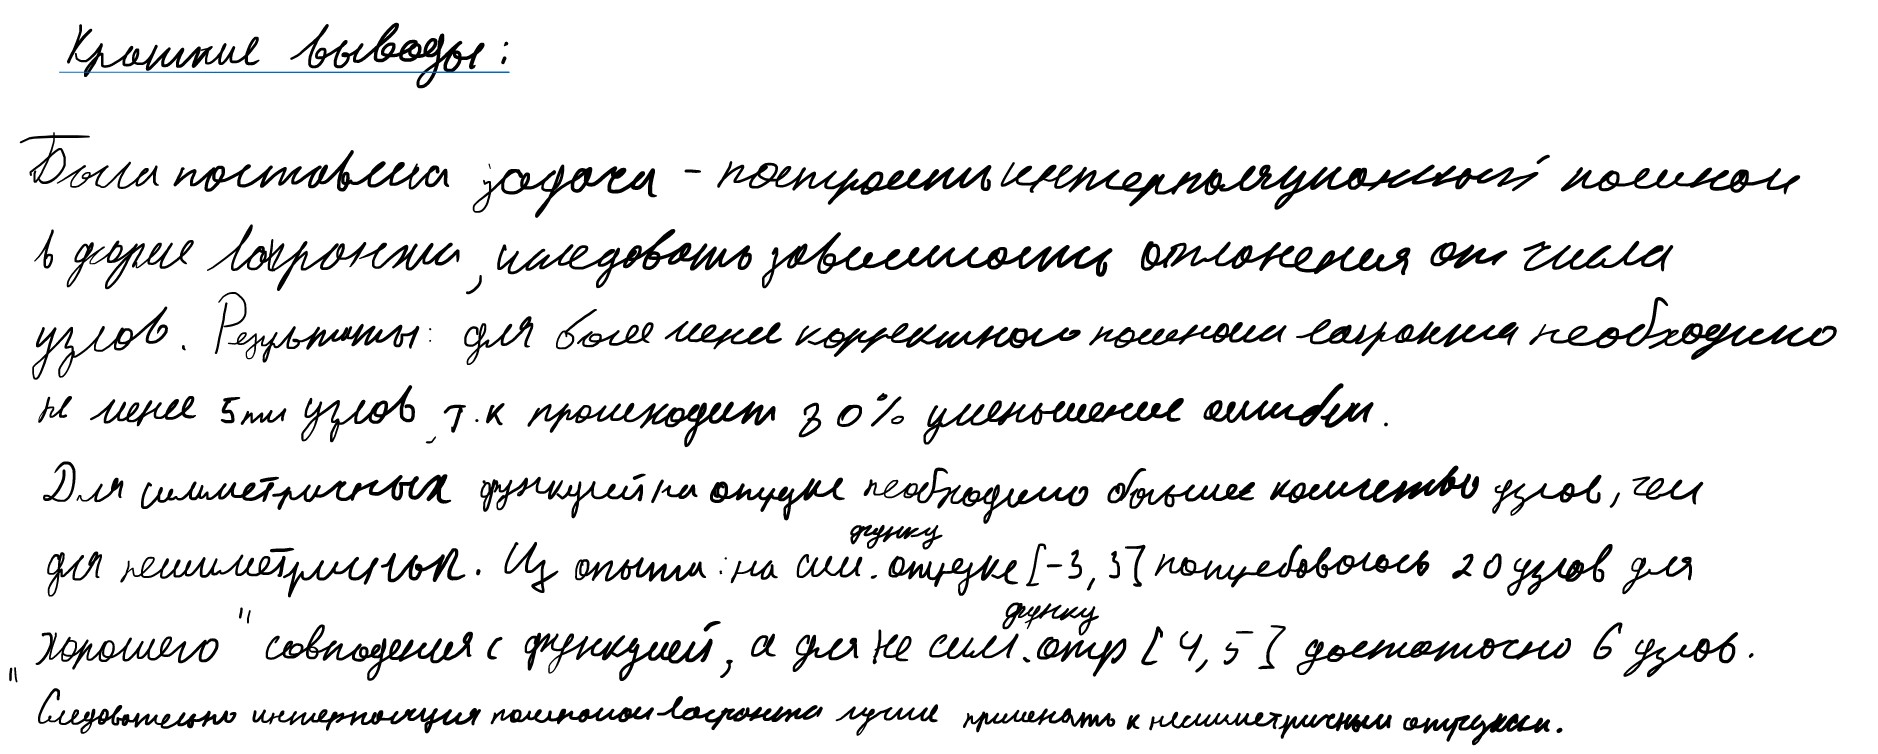 Краткие выводы:
Была поставлена задача - построить интерполяционный полином
в форме Лагранжа, исследовать зависимость отклонения от числа
узлов. Результаты: для более менее корректного полинома лагранжа необходимо
не менее 5ти узлов, т.к происходит 30% уменьшение ошибки.
Для симметричных функций на отрезке необходимо большее количество узлов, чем
функц
для несимметричных. Из опыта: на сим. отрезке [-3, 3] потребовалось 20 узлов для
функц
"хорошего" совпадения с функцией, а для не сим. отр [4, 5] достаточно 6 узлов.
Следовательно интерполяция полиномом лагранжа лучше применять к несимметричным отрезкам.